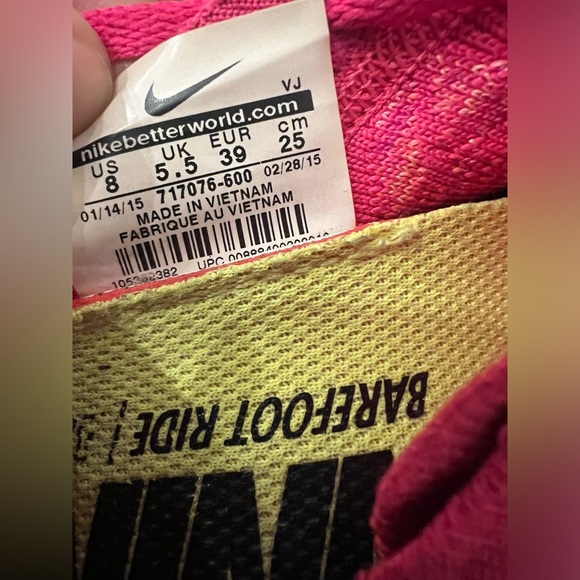 VJ
nikebetterworld.com
US UK EUR cm
8 5.5 39 25
01/14/15 717076-600 02/28/15
MADE IN VIETNAM
FABRIQUE AU VIETNAM
UPC
BAREFOOT RIDE /